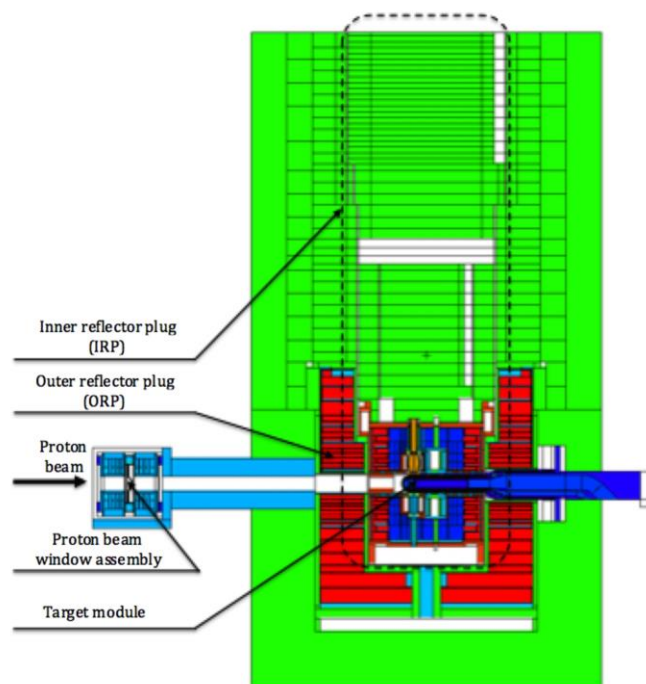 Inner reflector plug
(IRP)
Outer reflector plug
(ORP)
Proton
beam
Proton beam
window assembly
Target module